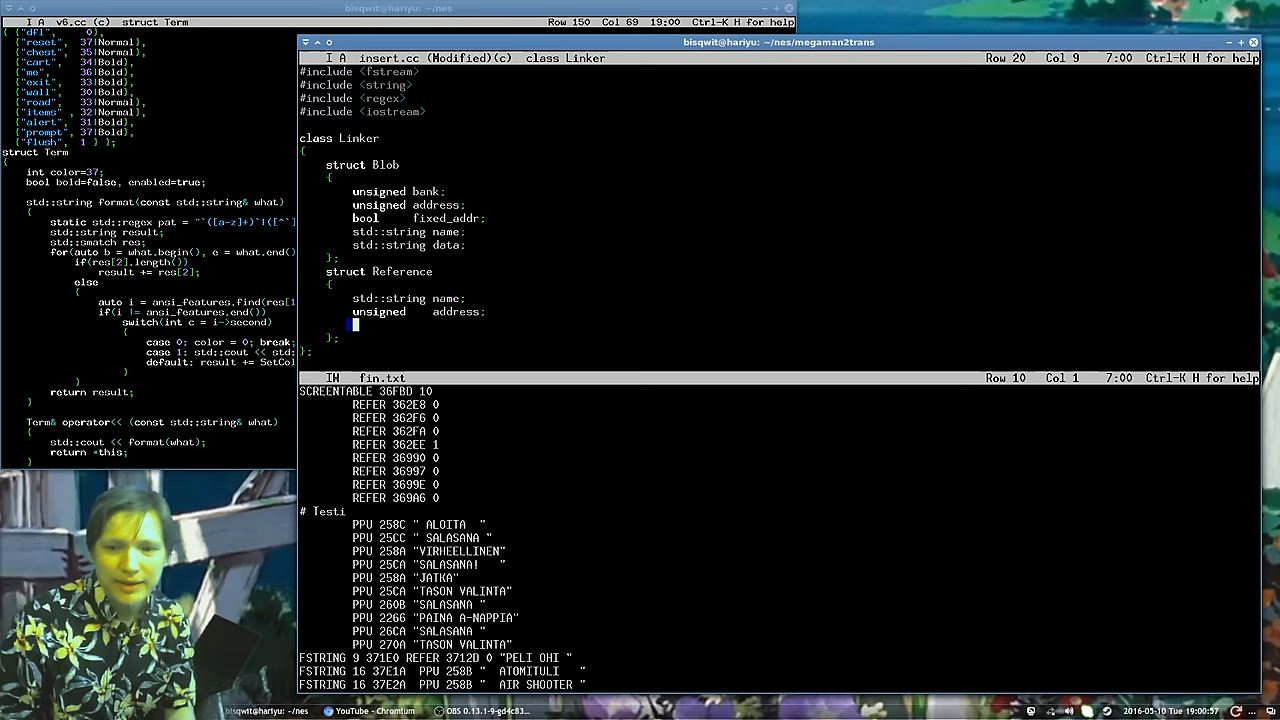 bisqwit@hariyu: ~/nes
I A v6.cc (c) struct Term Row 150 Col 69 19:00 Ctrl-K H for help
{ {"dfl", 0},
{"reset", 37|Normal},
{"chest", 35|Normal},
{"cart", 34|Bold},
{"me", 36|Bold},
{"exit", 33|Bold},
{"wall", 30|Bold},
{"road", 33|Normal},
{"items" , 32|Normal},
{"alert", 31|Bold},
{"prompt", 37|Bold},
{"flush", 1 } };
struct Term
{
int color=37;
bool bold=false, enabled=true;
std::string format(const std::string& what)
{
static std::regex pat = "`([a-z]+)`|([^`]
std::string result;
std::smatch res;
for(auto b = what.begin(), e = what.end()
if(res[2].length())
result += res[2];
else
{
auto i = ansi_features.find(res[1
if(i != ansi_features.end())
switch(int c = i->second)
{
case 0: color = 0; break;
case 1: std::cout << std:
default: result += SetCol
}
}
return result;
}
Term& operator<< (const std::string& what)
{
std::cout << format(what);
return *this;
}
bisqwit@hariyu: ~/nes/megaman2trans
I A insert.cc (Modified)(c) class Linker Row 20 Col 9 7:00 Ctrl-K H for help
#include <fstream>
#include <string>
#include <regex>
#include <iostream>
class Linker
{
struct Blob
{
unsigned bank;
unsigned address;
bool fixed_addr;
std::string name;
std::string data;
};
struct Reference
{
std::string name;
unsigned address;
};
};
IW fin.txt Row 10 Col 1 7:00 Ctrl-K H for help
SCREENTABLE 36FBD 10
REFER 362E8 0
REFER 362F6 0
REFER 362FA 0
REFER 362EE 1
REFER 36990 0
REFER 36997 0
REFER 3699E 0
REFER 369A6 0
# Testi
PPU 258C " ALOITA  "
PPU 25CC " SALASANA "
PPU 258A "VIRHEELLINEN"
PPU 25CA "SALASANA!   "
PPU 258A "JATKA"
PPU 25CA "TASON VALINTA"
PPU 260B "SALASANA "
PPU 2266 "PAINA A-NAPPIA"
PPU 26CA "SALASANA "
PPU 270A "TASON VALINTA"
FSTRING 9 371E0 REFER 3712D 0 "PELI OHI "
FSTRING 16 37E1A  PPU 258B "  ATOMITULI   "
FSTRING 16 37E2A  PPU 258B "  AIR SHOOTER "
bisqwit@hariyu: ~/nes
YouTube - Chromium
OBS 0.13.1-9-gd4c83...
2016-05-10 Tue 19:00:57